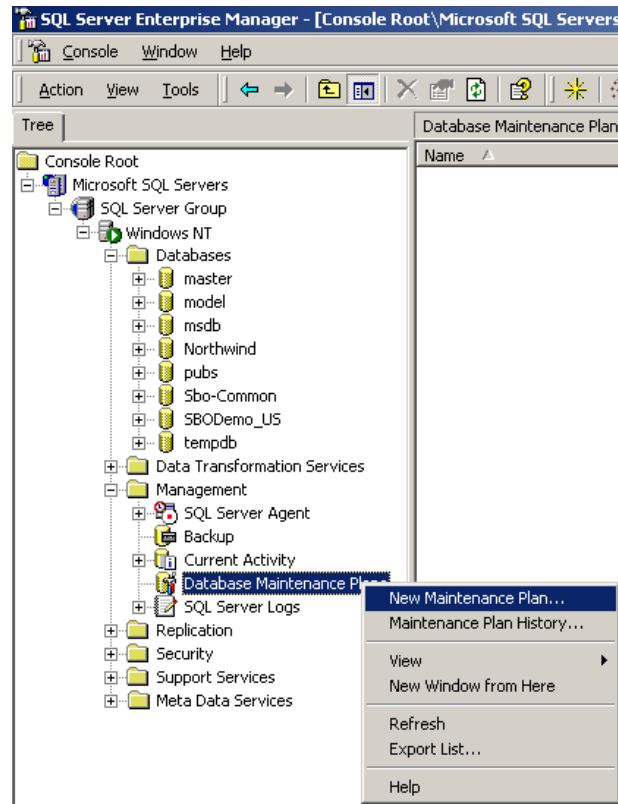 SQL Server Enterprise Manager - [Console Root\Microsoft SQL Servers
Console Window Help
Action View Tools
Tree
Database Maintenance Plan
Name
Console Root
Microsoft SQL Servers
SQL Server Group
Windows NT
Databases
master
model
msdb
Northwind
pubs
Sbo-Common
SBODemo_US
tempdb
Data Transformation Services
Management
SQL Server Agent
Backup
Current Activity
Database Maintenance Plans
SQL Server Logs
Replication
Security
Support Services
Meta Data Services
New Maintenance Plan...
Maintenance Plan History...
View
New Window from Here
Refresh
Export List...
Help